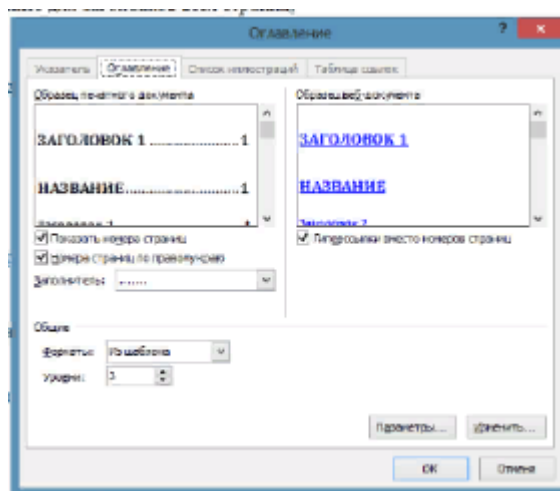 Оглавление
? ×
Указатель Оглавление Список иллюстраций Таблица ссылок
Образец печатного документа
ЗАГОЛОВОК 1 ........................ 1
НАЗВАНИЕ ........................ 1
Образец веб-документа
ЗАГОЛОВОК 1
НАЗВАНИЕ
Заголовок 2
Показать номера страниц
Номера страниц по правому краю
Заполнитель: .......
Гиперссылки вместо номеров страниц
Общие
Форматы: Из шаблона
Уровни: 3
Параметры... Изменить...
ОК Отмена